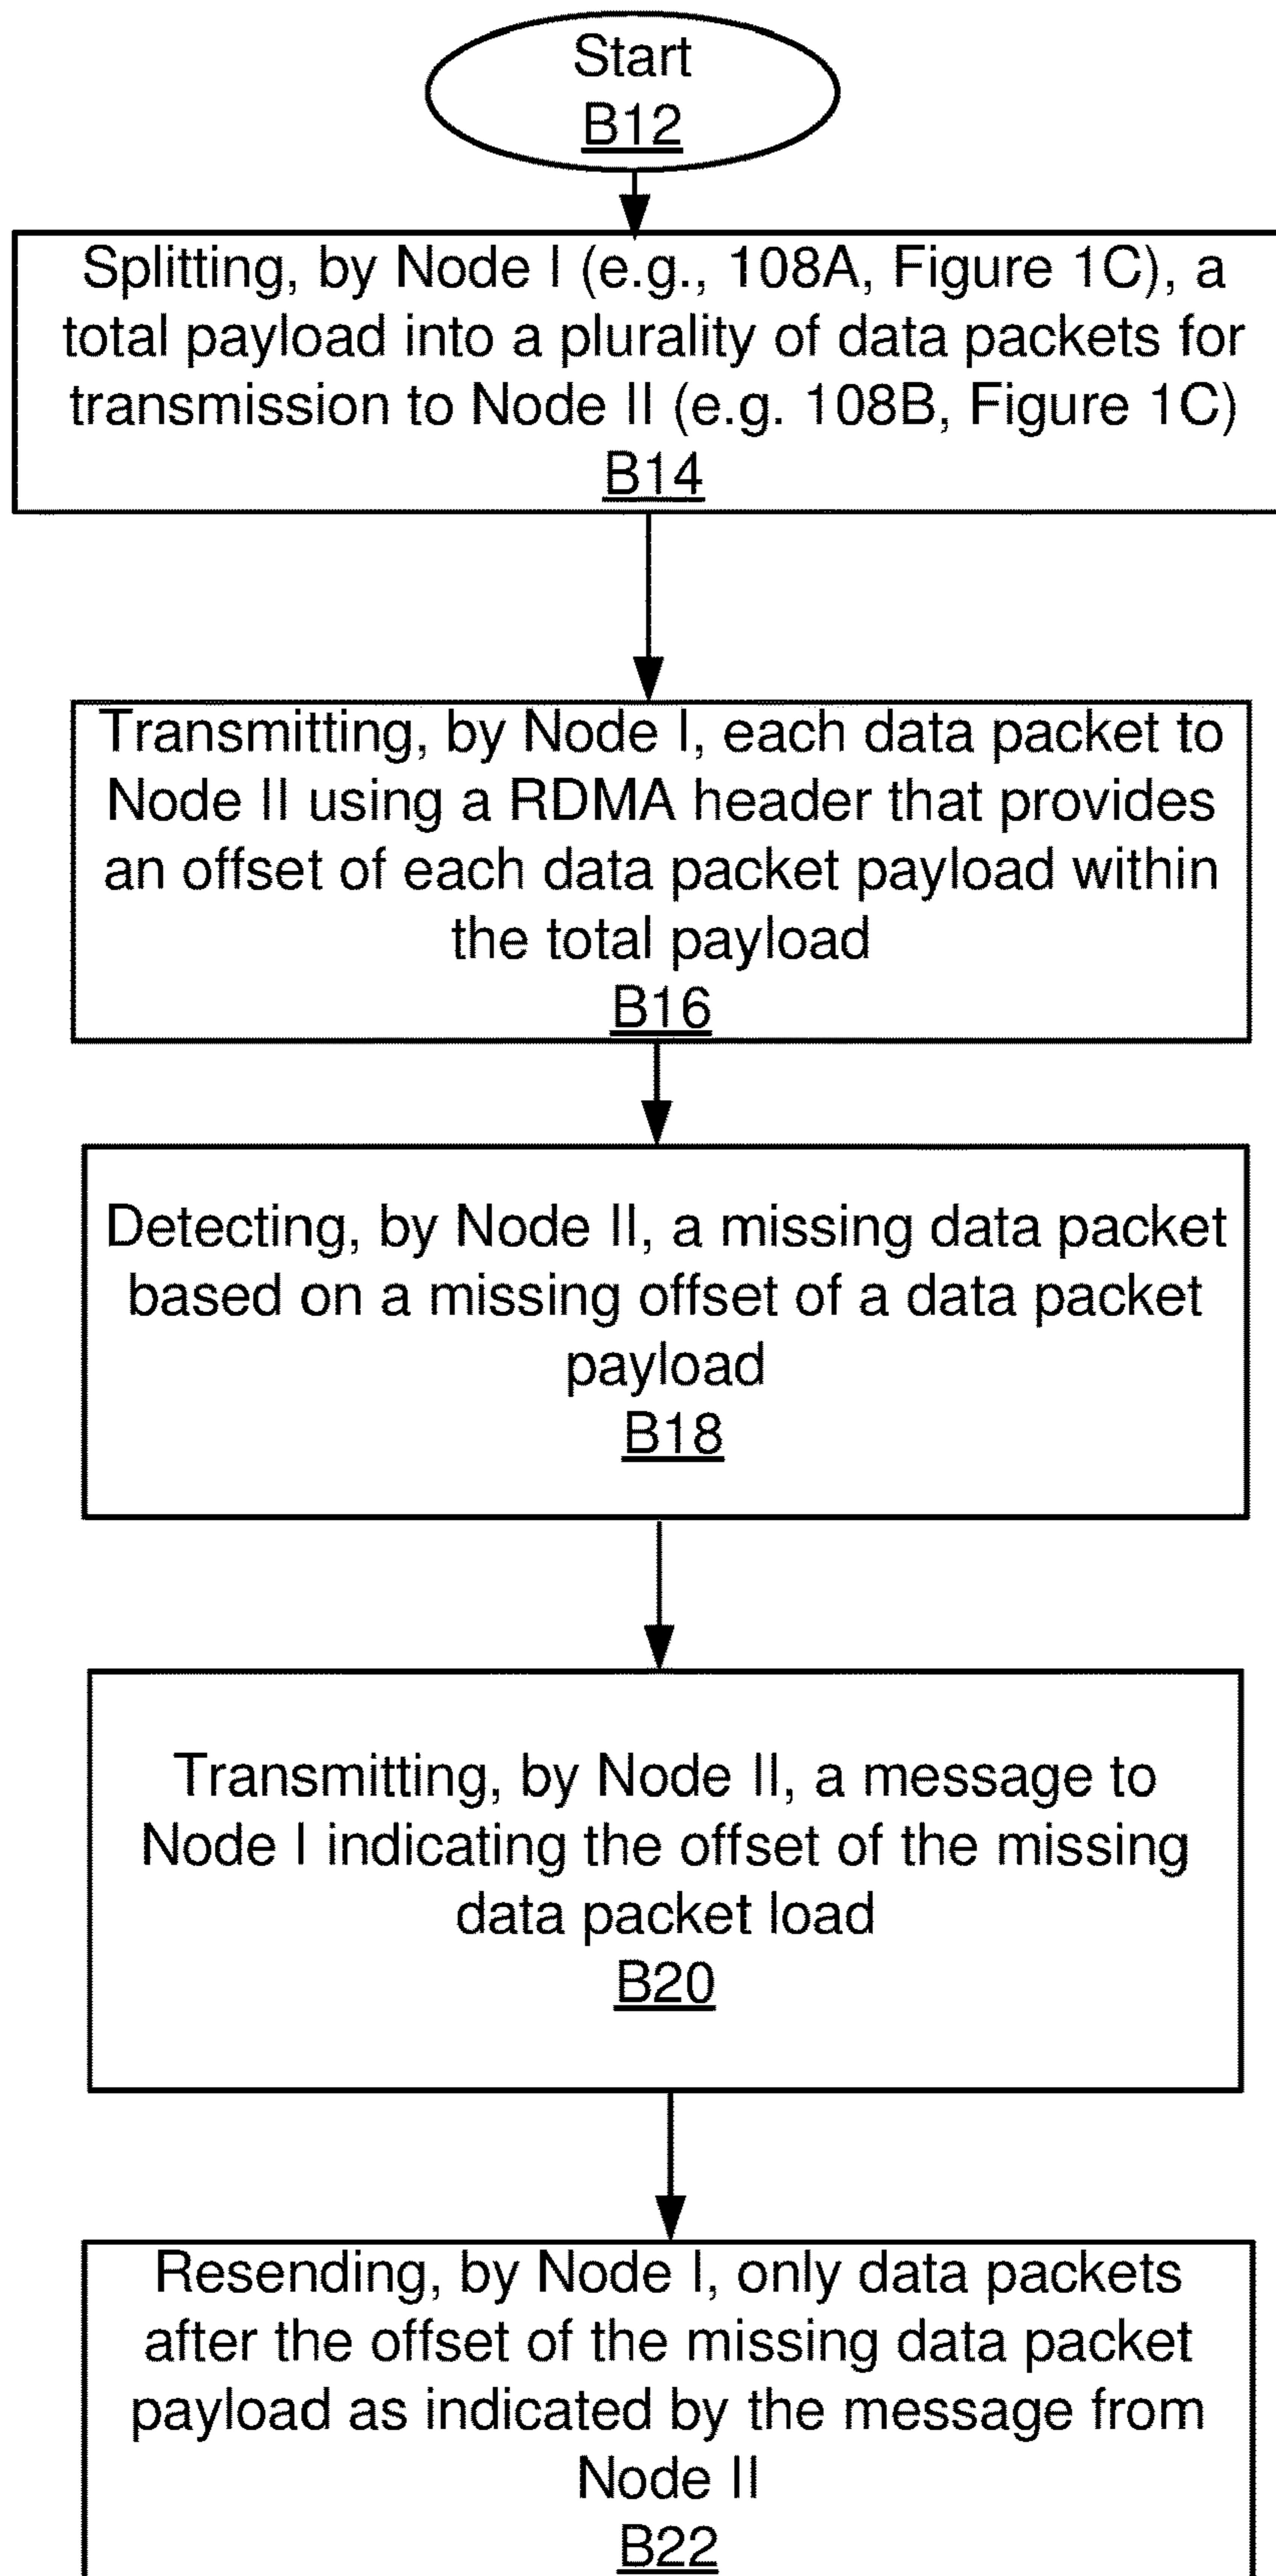 Start
B12
Splitting, by Node I (e.g., 108A, Figure 1C), a
total payload into a plurality of data packets for
transmission to Node II (e.g. 108B, Figure 1C)
B14
Transmitting, by Node I, each data packet to
Node II using a RDMA header that provides
an offset of each data packet payload within
the total payload
B16
Detecting, by Node II, a missing data packet
based on a missing offset of a data packet
payload
B18
Transmitting, by Node II, a message to
Node I indicating the offset of the missing
data packet load
B20
Resending, by Node I, only data packets
after the offset of the missing data packet
payload as indicated by the message from
Node II
B22